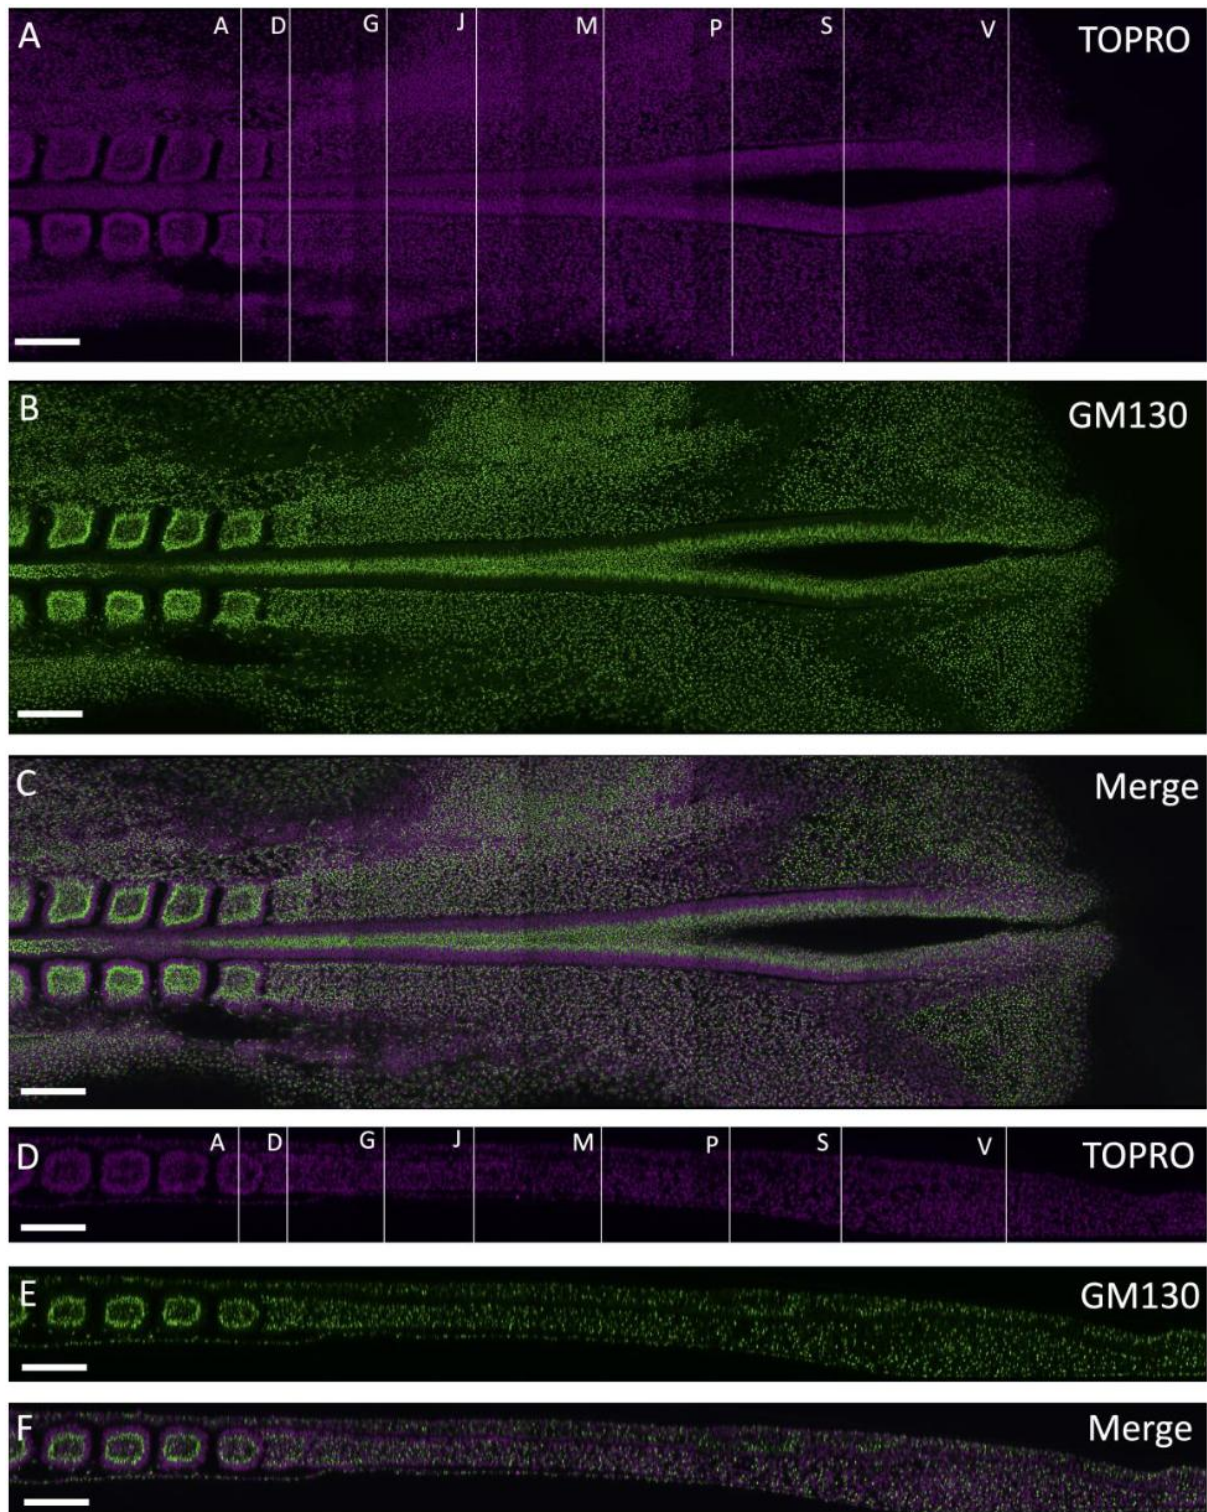 A A D G J M P S V TOPRO
B GM130
C Merge
D A D G J M P S V TOPRO
E GM130
F Merge